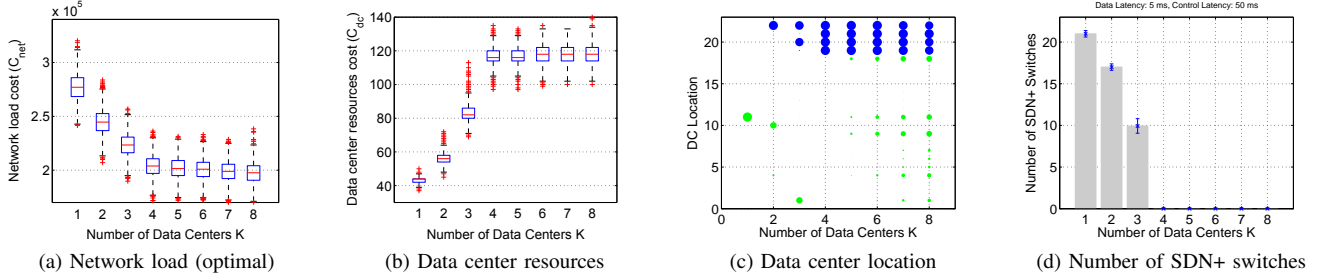 x 10^5
3
2.5
2
1 2 3 4 5 6 7 8
Network load cost (C_net)
Number of Data Centers K
(a) Network load (optimal)
140
120
100
80
60
40
1 2 3 4 5 6 7 8
Data center resources cost (C_dc)
Number of Data Centers K
(b) Data center resources
20
15
10
5
0
0 2 4 6 8
DC Location
Number of Data Centers K
(c) Data center location
Data Latency: 5 ms, Control Latency: 50 ms
20
15
10
5
0
1 2 3 4 5 6 7 8
Number of SDN+ Switches
Number of Data Centers K
(d) Number of SDN+ switches